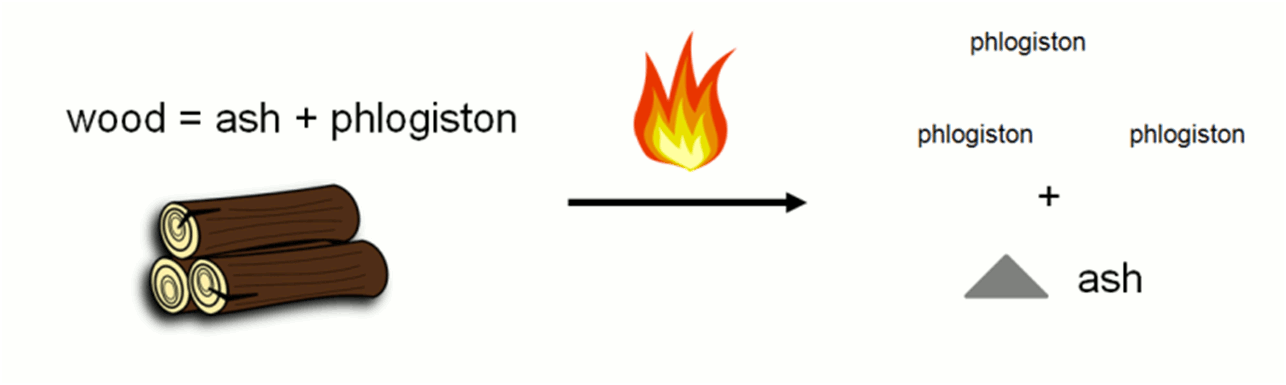 wood = ash + phlogiston
phlogiston
phlogiston phlogiston
+
ash